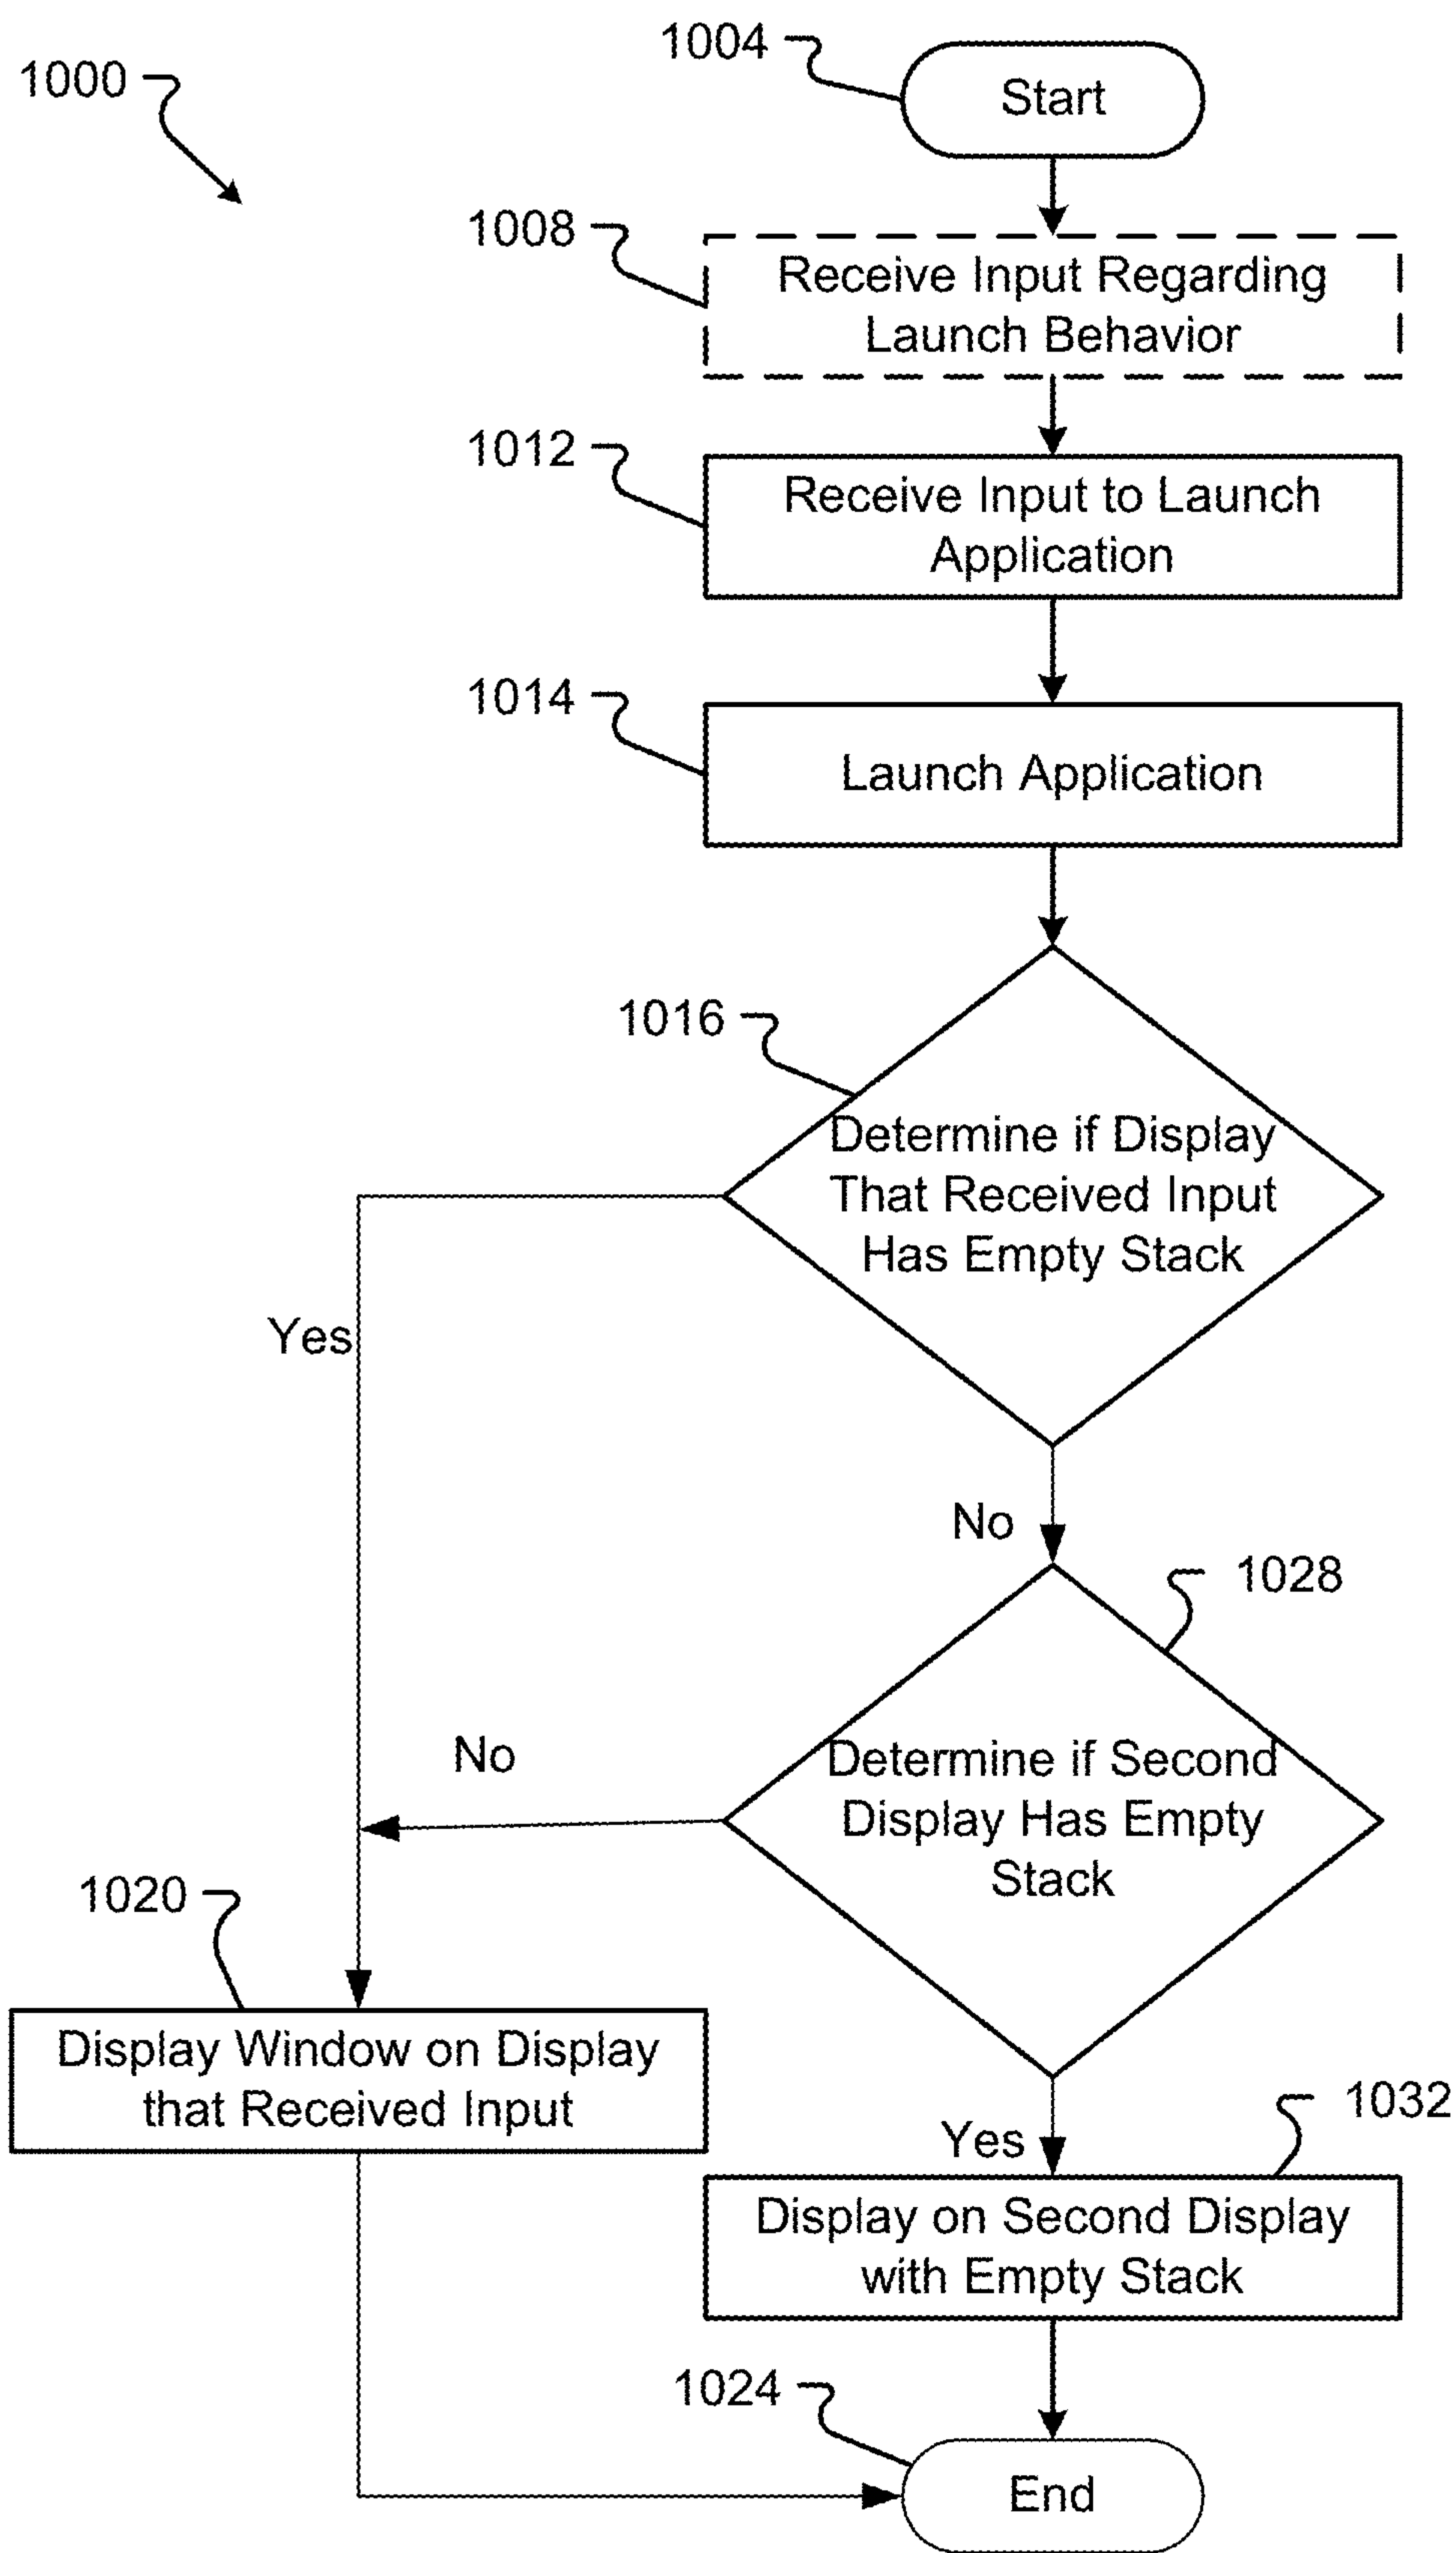 1004
Start
1000
1008
Receive Input Regarding
Launch Behavior
1012
Receive Input to Launch
Application
1014
Launch Application
1016
Determine if Display
That Received Input
Has Empty Stack
Yes
No
1028
Determine if Second
Display Has Empty
Stack
No
1020
Display Window on Display
that Received Input
Yes
1032
Display on Second Display
with Empty Stack
1024
End